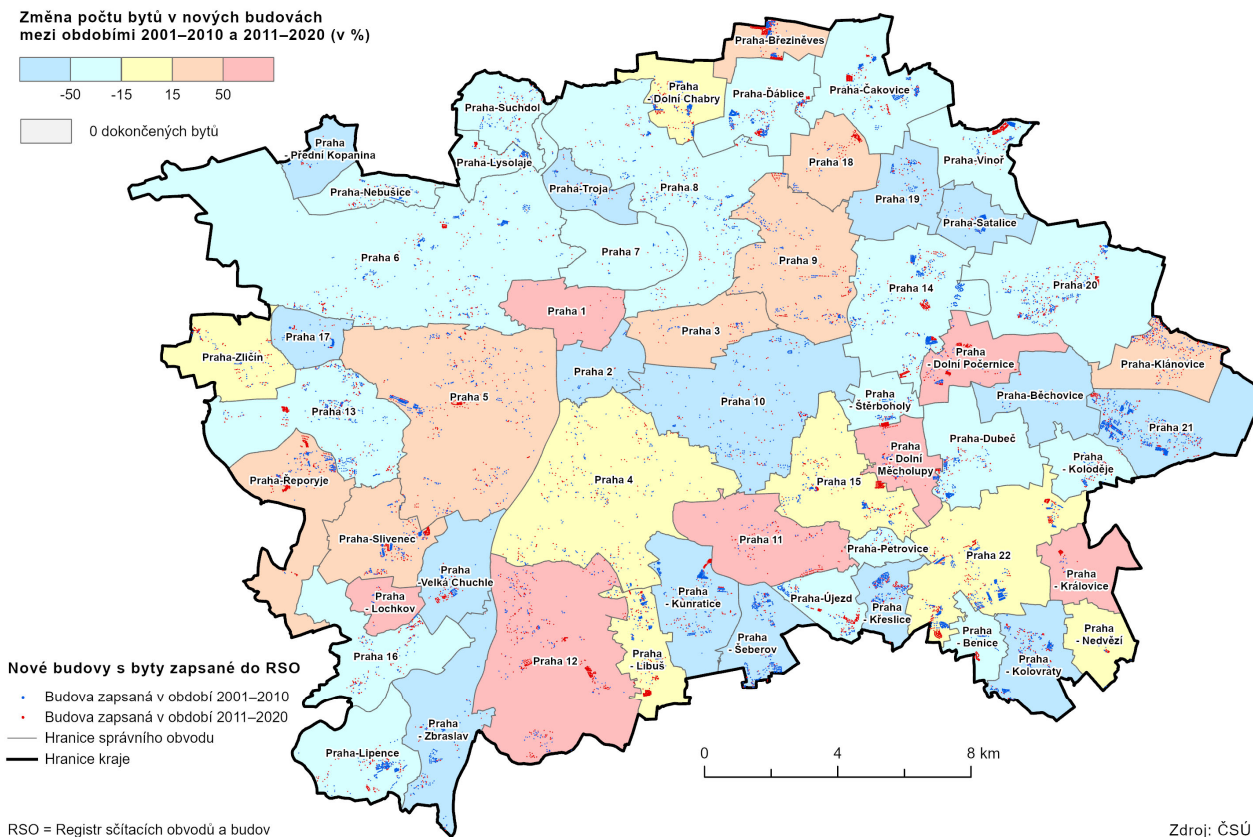 Změna počtu bytů v nových budovách
mezi obdobími 2001–2010 a 2011–2020 (v %)
-50 -15 15 50
0 dokončených bytů
Praha-Březiněves
Praha
- Dolní Chabry
Praha-Ďáblice
Praha-Čakovice
Praha-Suchdol
Praha
- Přední Kopanina
Praha-Lysolaje
Praha 18
Praha-Vinoř
Praha-Nebušice
Praha-Troja
Praha 8
Praha 19
Praha-Satalice
Praha 6
Praha 7
Praha 9
Praha 14
Praha 20
Praha 1
Praha 3
Praha 17
Praha-Zličín
Praha
- Dolní Počernice
Praha-Klánovice
Praha 2
Praha 5
Praha 10
Praha
- Štěrboholy
Praha-Běchovice
Praha 13
Praha 21
Praha-Dubeč
Praha
- Dolní
Měcholupy
Praha
- Koloděje
Praha-Řeporyje
Praha 4
Praha 15
Praha-Slivenec
Praha 11
Praha-Petrovice
Praha 22
Praha
-Velká Chuchle
Praha
- Královice
Praha
- Lochkov
Praha
- Kunratice
Praha-Újezd
Praha
- Křeslice
Praha
- Šeberov
Praha
- Benice
Praha
- Nedvězí
Praha 16
Praha 12
Praha
- Libuš
Praha
- Kolovraty
Praha
- Zbraslav
Praha-Lipence
Nové budovy s byty zapsané do RSO
Budova zapsaná v období 2001–2010
Budova zapsaná v období 2011–2020
Hranice správního obvodu
Hranice kraje
0 4 8 km
RSO = Registr sčítacích obvodů a budov
Zdroj: ČSÚ